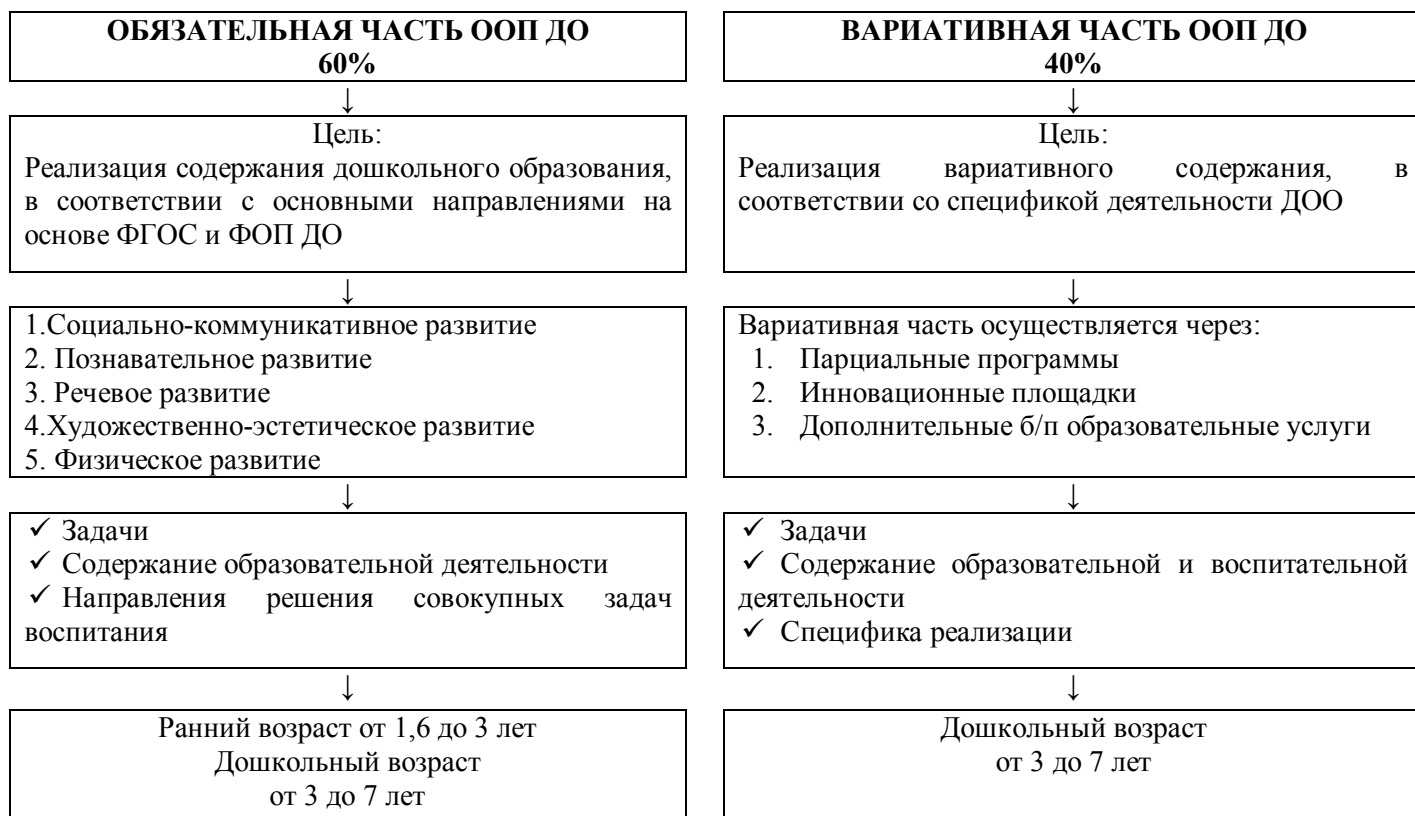 ОБЯЗАТЕЛЬНАЯ ЧАСТЬ ООП ДО
60%
↓
Цель:
Реализация содержания дошкольного образования,
в соответствии с основными направлениями на
основе ФГОС и ФОП ДО
↓
1.Социально-коммуникативное развитие
2. Познавательное развитие
3. Речевое развитие
4.Художественно-эстетическое развитие
5. Физическое развитие
↓
✓ Задачи
✓ Содержание образовательной деятельности
✓ Направления решения совокупных задач
воспитания
↓
Ранний возраст от 1,6 до 3 лет
Дошкольный возраст
от 3 до 7 лет
ВАРИАТИВНАЯ ЧАСТЬ ООП ДО
40%
↓
Цель:
Реализация вариативного содержания, в
соответствии со спецификой деятельности ДОО
↓
Вариативная часть осуществляется через:
1. Парциальные программы
2. Инновационные площадки
3. Дополнительные б/п образовательные услуги
↓
✓ Задачи
✓ Содержание образовательной и воспитательной
деятельности
✓ Специфика реализации
↓
Дошкольный возраст
от 3 до 7 лет